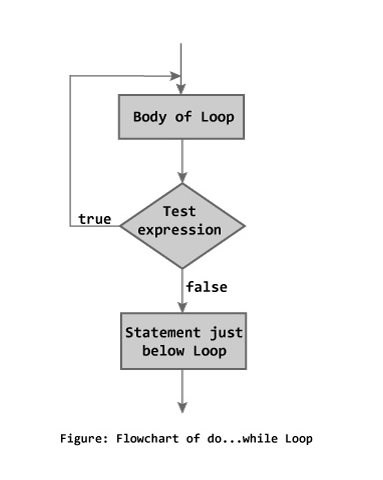 Body of Loop
Test
expression
true
false
Statement just
below Loop
Figure: Flowchart of do...while Loop